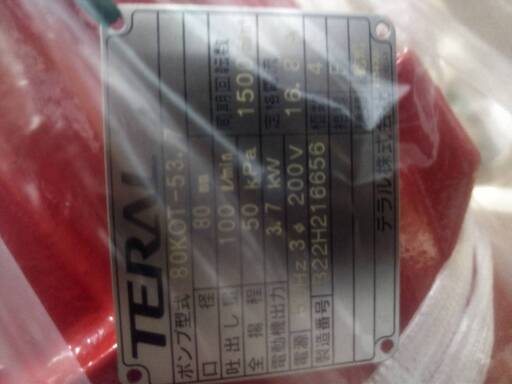 TERAL
ポンプ型式 80KOT-53.7
口径 80 mm
吐出し量 100 ℓ/min 同期回転数 1500
全揚程 50 kPa
電動機出力 3.7 kW 16.8
電源 Hz 3φ 200V 4
製造番号 322H216656
テラル株式会社